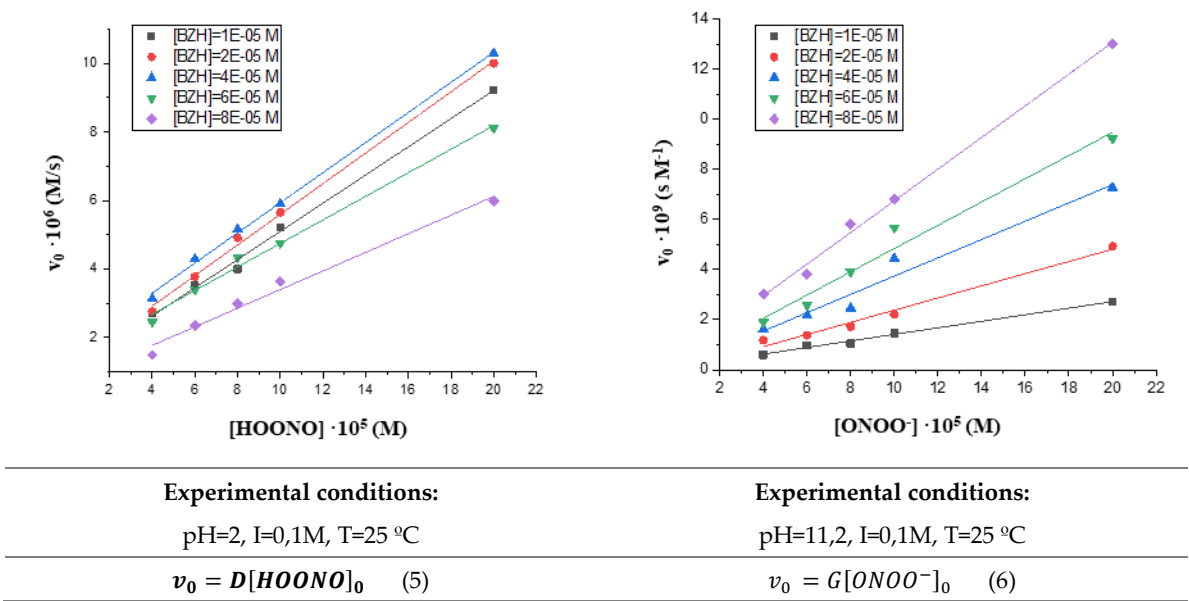 [BZH]=1E-05 M
[BZH]=2E-05 M
[BZH]=4E-05 M
[BZH]=6E-05 M
[BZH]=8E-05 M
10
8
6
4
2
v₀ ·10⁶ (M/s)
2 4 6 8 10 12 14 16 18 20 22
[HOONO] ·10⁵ (M)
[BZH]=1E-05 M
[BZH]=2E-05 M
[BZH]=4E-05 M
[BZH]=6E-05 M
[BZH]=8E-05 M
14
13
0
8
6
4
2
0
v₀ ·10⁹ (s M⁻¹)
2 4 6 8 10 12 14 16 18 20 22
[ONOO⁻] ·10⁵ (M)
Experimental conditions:
pH=2, I=0,1M, T=25 ºC
v₀ = D[HOONO]₀ (5)
Experimental conditions:
pH=11,2, I=0,1M, T=25 ºC
v₀ = G[ONOO⁻]₀ (6)